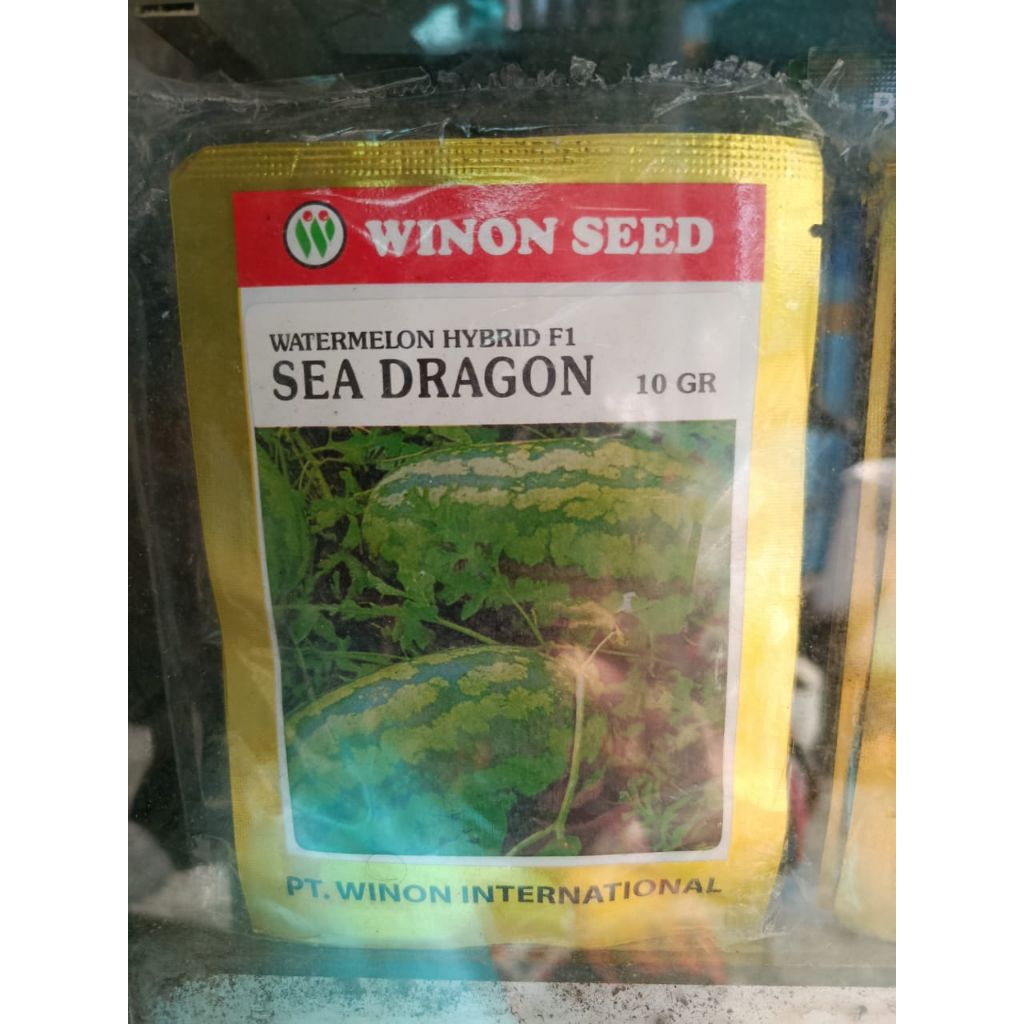 WINON SEED
WATERMELON HYBRID F1
SEA DRAGON 10 GR
PT. WINON INTERNATIONAL